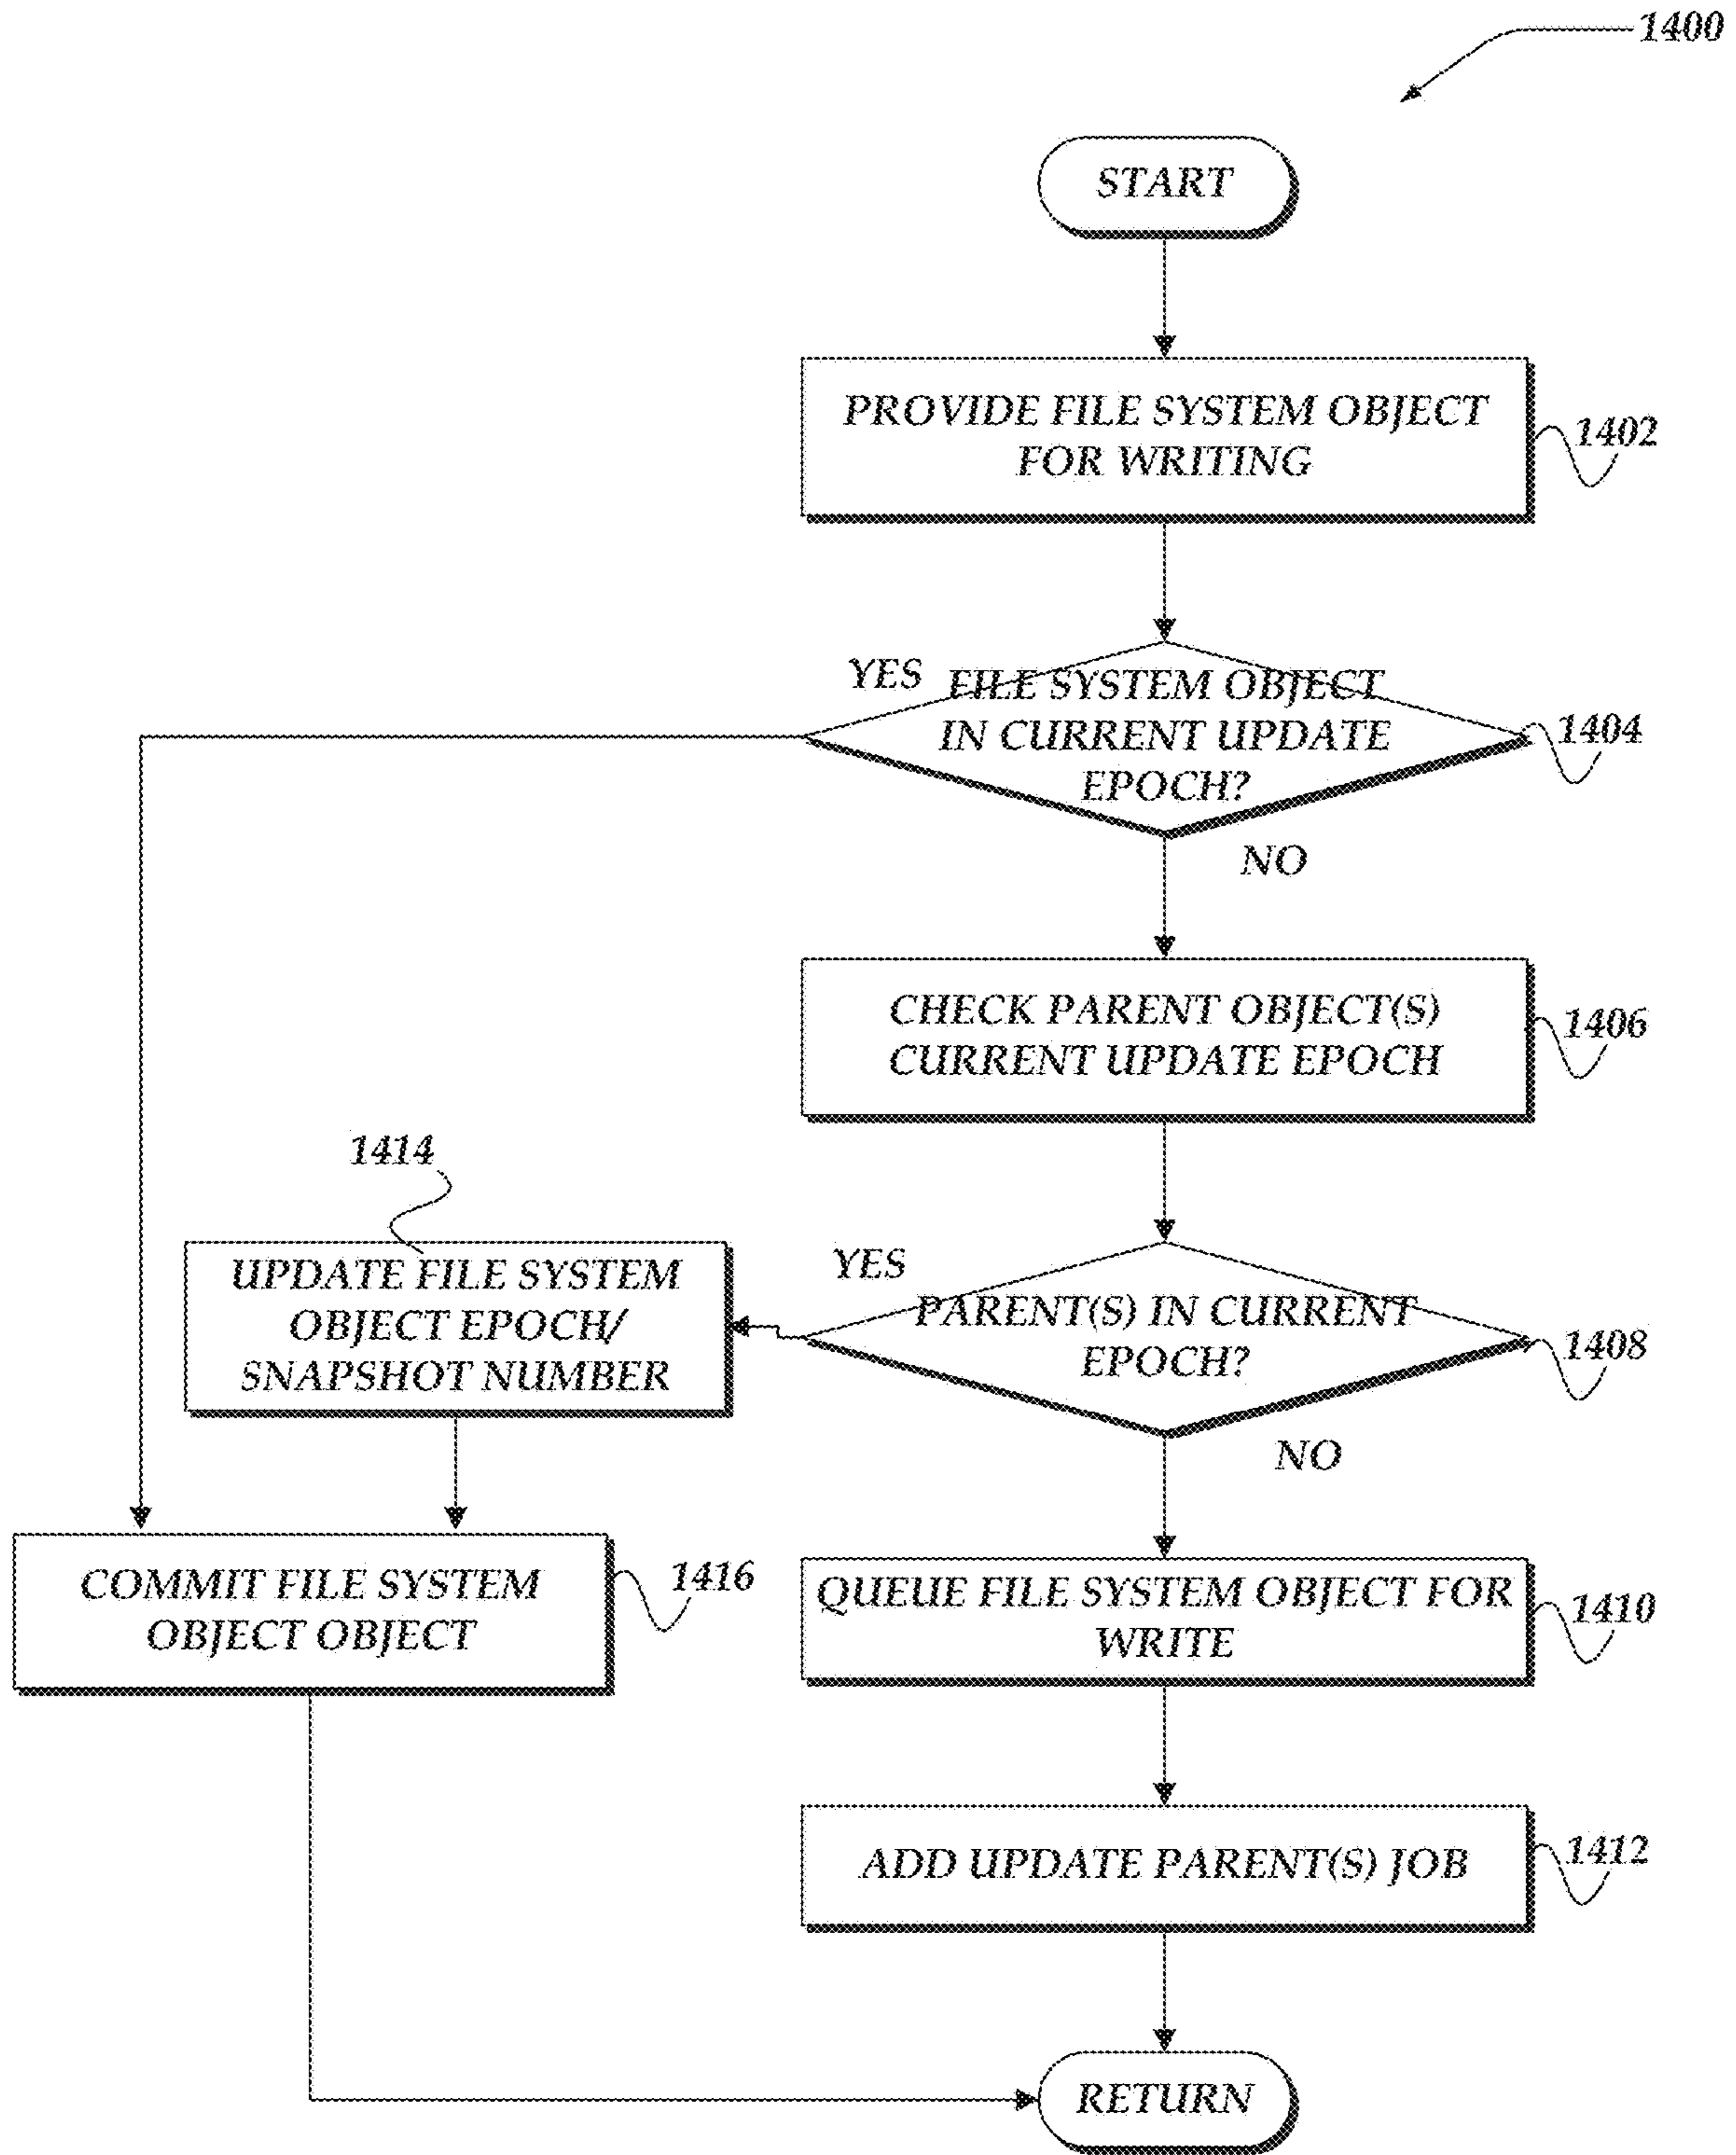 1400
START
PROVIDE FILE SYSTEM OBJECT
FOR WRITING
1402
YES
FILE SYSTEM OBJECT
IN CURRENT UPDATE
EPOCH?
1404
NO
CHECK PARENT OBJECT(S)
CURRENT UPDATE EPOCH
1406
1414
UPDATE FILE SYSTEM
OBJECT EPOCH/
SNAPSHOT NUMBER
YES
PARENT(S) IN CURRENT
EPOCH?
1408
NO
COMMIT FILE SYSTEM
OBJECT OBJECT
1416
QUEUE FILE SYSTEM OBJECT FOR
WRITE
1410
ADD UPDATE PARENT(S) JOB
1412
RETURN